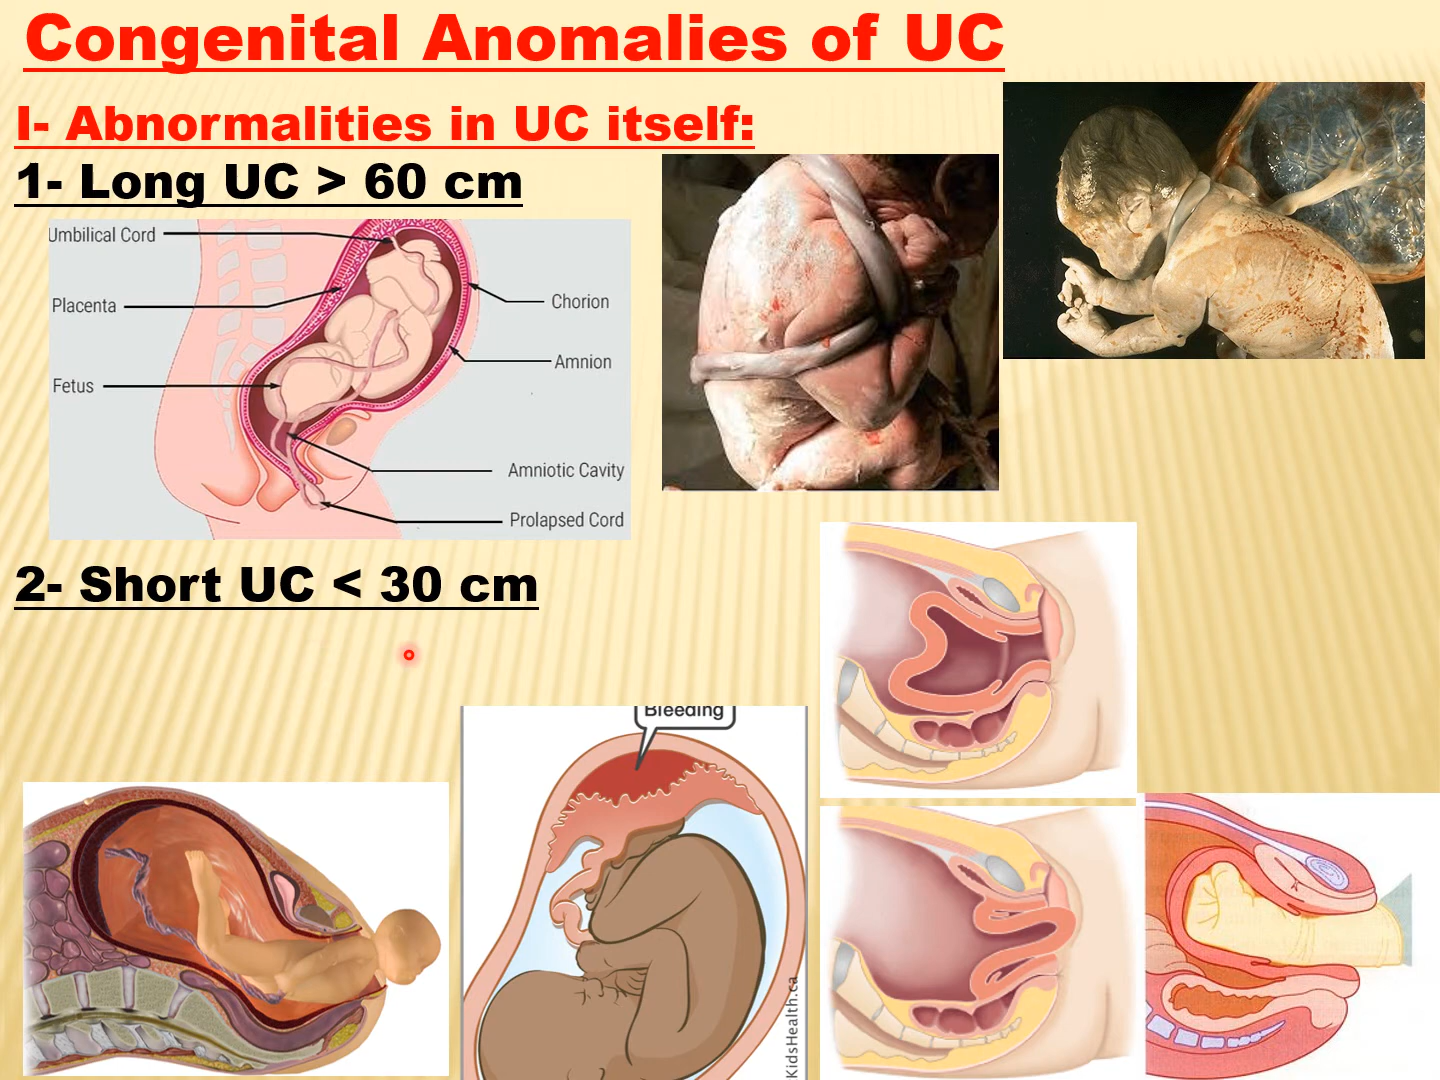 Congenital Anomalies of UC
I- Abnormalities in UC itself:
1- Long UC > 60 cm
Umbilical Cord
Placenta
Fetus
Chorion
Amnion
Amniotic Cavity
Prolapsed Cord
2- Short UC < 30 cm
Bleeding
KidsHealth.ca